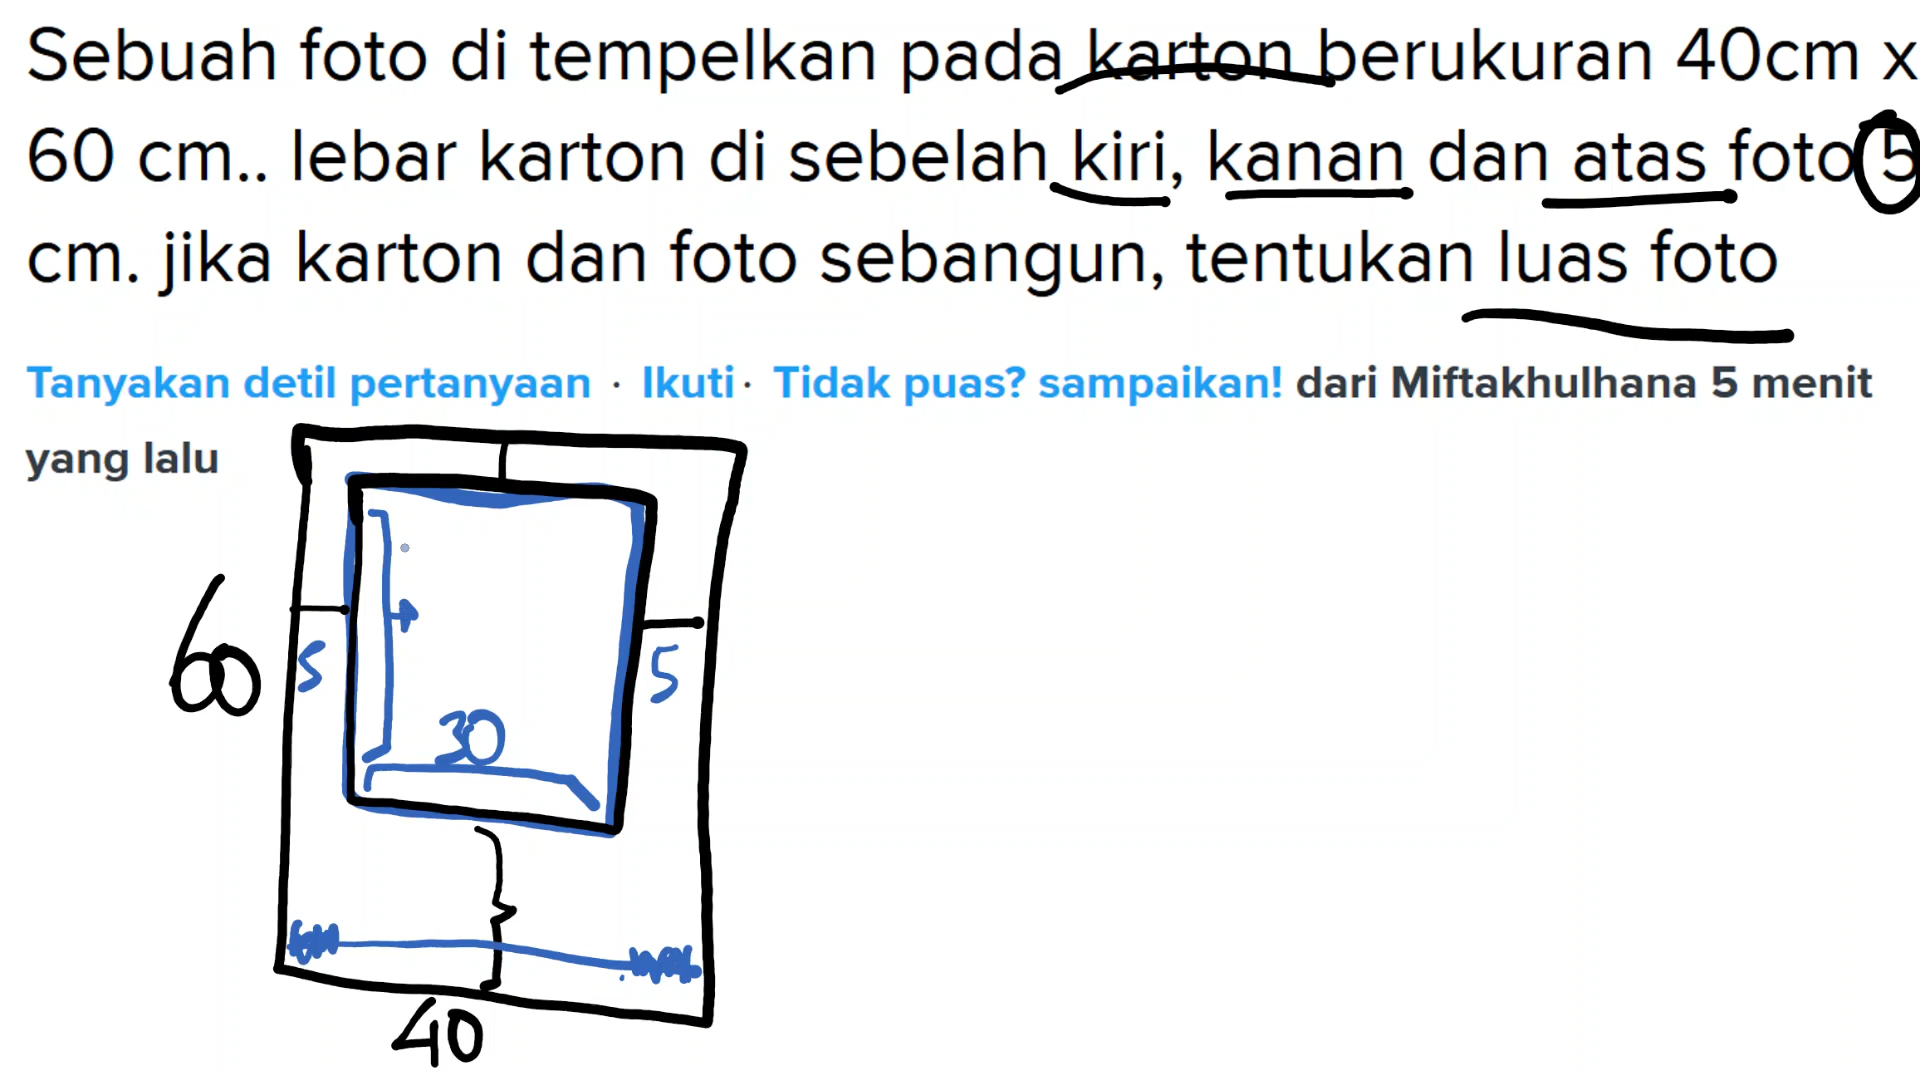 Sebuah foto di tempelkan pada karton berukuran 40cm x
60 cm.. lebar karton di sebelah kiri, kanan dan atas foto 5
cm. jika karton dan foto sebangun, tentukan luas foto
Tanyakan detil pertanyaan · Ikuti · Tidak puas? sampaikan! dari Miftakhulhana 5 menit
yang lalu
60
5
5
30
40